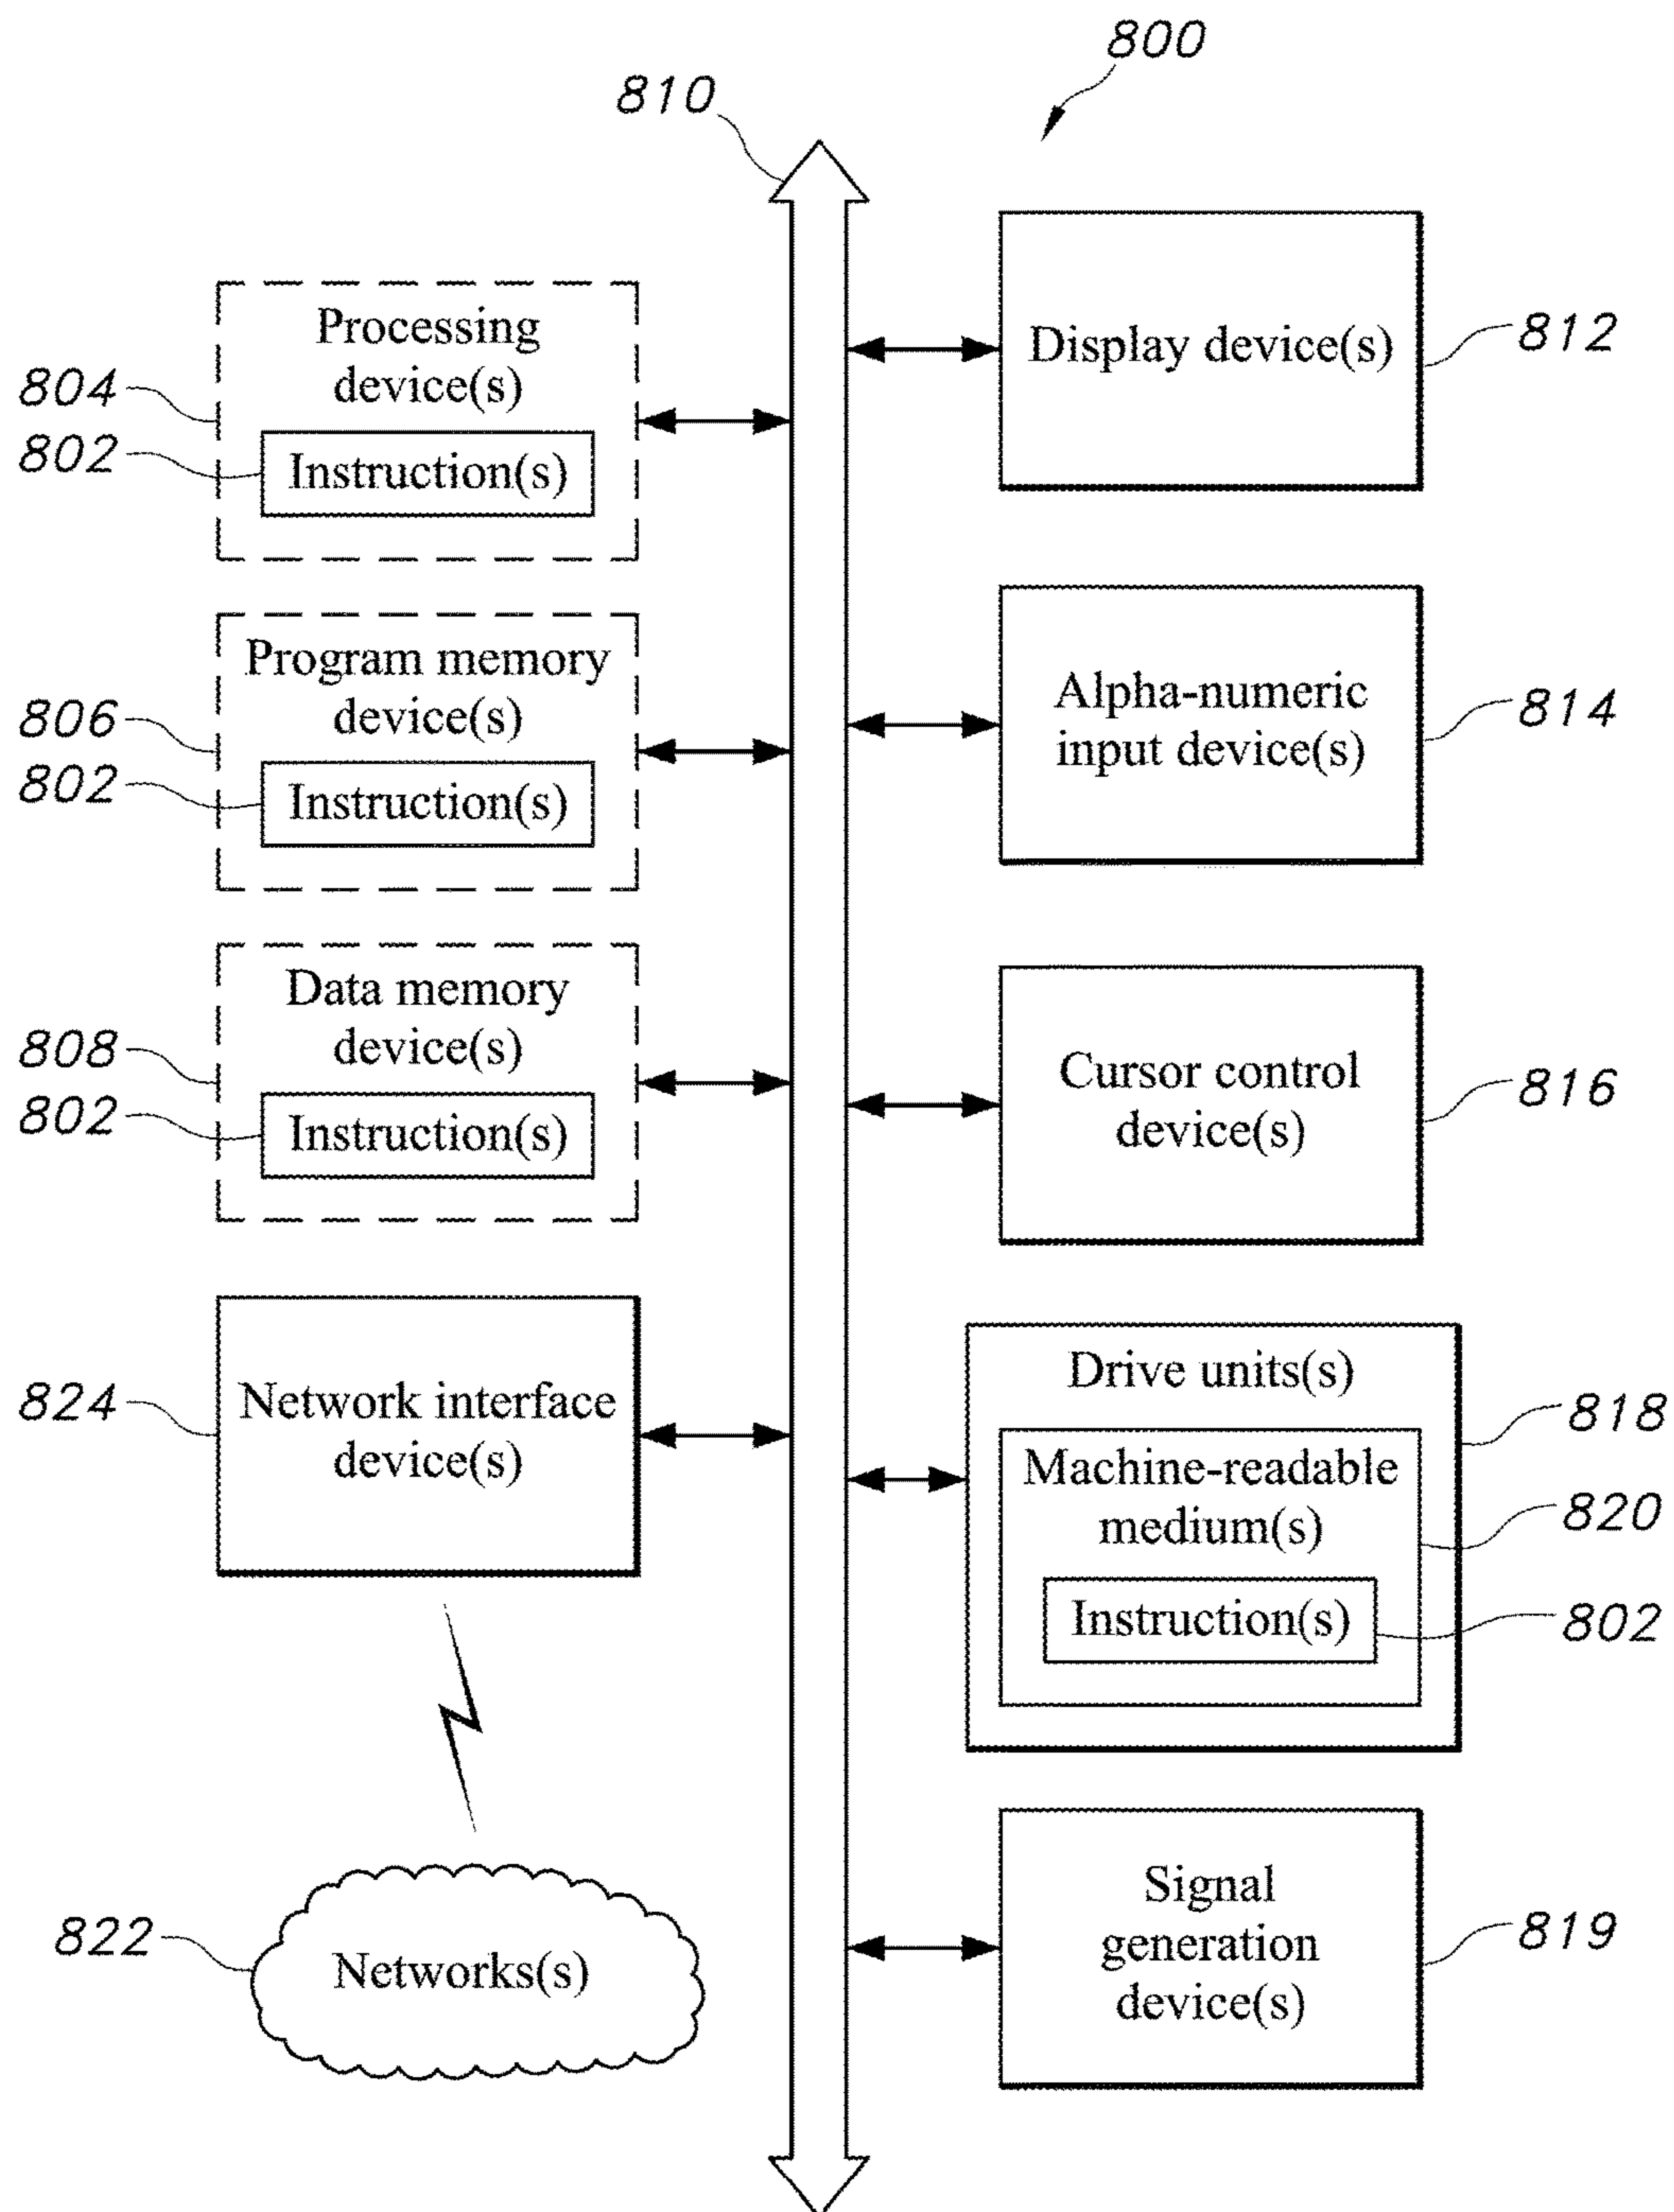 800
810
Processing
device(s)
804
802
Instruction(s)
Program memory
device(s)
806
802
Instruction(s)
Data memory
device(s)
808
802
Instruction(s)
824
Network interface
device(s)
822
Networks(s)
Display device(s)
812
Alpha-numeric
input device(s)
814
Cursor control
device(s)
816
Drive units(s)
818
Machine-readable
medium(s)
820
Instruction(s)
802
Signal
generation
device(s)
819